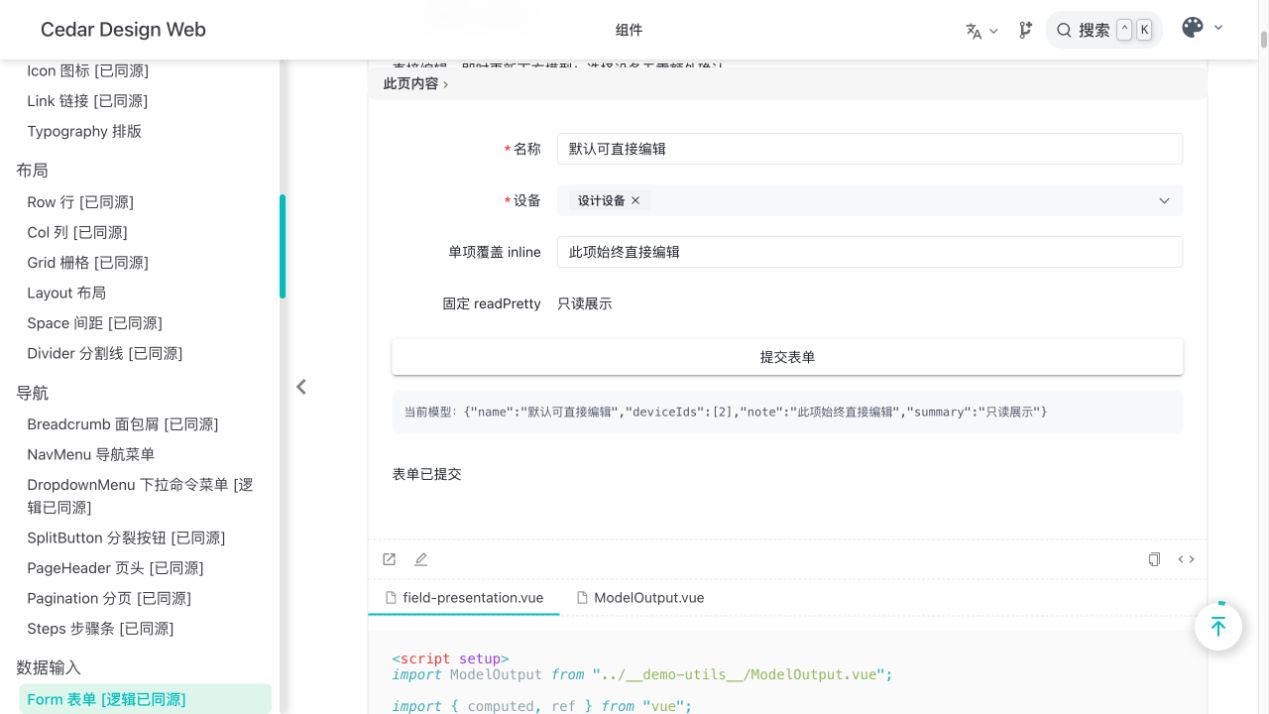 Cedar Design Web
组件
搜索 ^ K
Icon 图标 [已同源]
Link 链接 [已同源]
Typography 排版
布局
Row 行 [已同源]
Col 列 [已同源]
Grid 栅格 [已同源]
Layout 布局
Space 间距 [已同源]
Divider 分割线 [已同源]
导航
Breadcrumb 面包屑 [已同源]
NavMenu 导航菜单
DropdownMenu 下拉命令菜单 [逻
辑已同源]
SplitButton 分裂按钮 [已同源]
PageHeader 页头 [已同源]
Pagination 分页 [已同源]
Steps 步骤条 [已同源]
数据输入
Form 表单 [逻辑已同源]
此页内容 ›
* 名称 默认可直接编辑
* 设备 设计设备 ×
单项覆盖 inline 此项始终直接编辑
固定 readPretty 只读展示
提交表单
当前模型: {"name":"默认可直接编辑","deviceIds":[2],"note":"此项始终直接编辑","summary":"只读展示"}
表单已提交
field-presentation.vue ModelOutput.vue
<script setup>
import ModelOutput from "../__demo-utils__/ModelOutput.vue";
import { computed, ref } from "vue";